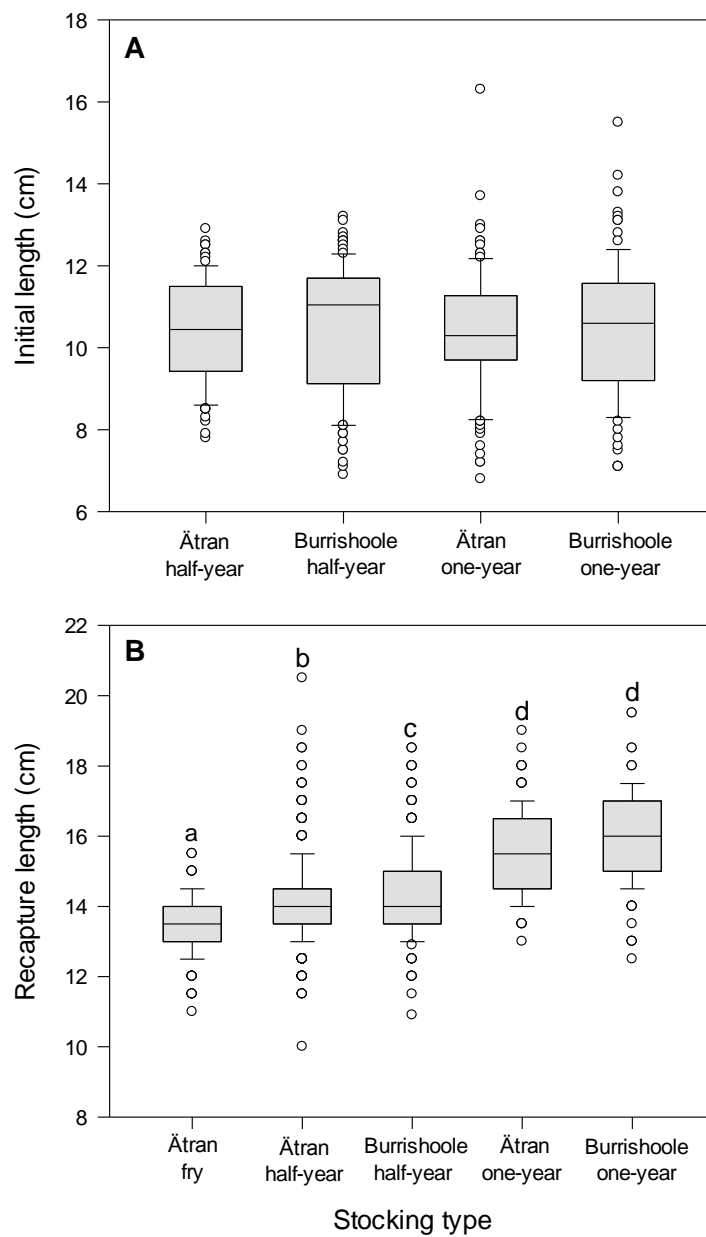 18
A
16
14
12
10
8
6
Initial length (cm)
Ätran
half-year
Burrishoole
half-year
Ätran
one-year
Burrishoole
one-year
22
B
20
18
16
14
12
10
8
Recapture length (cm)
a
b
c
d
d
Ätran
fry
Ätran
half-year
Burrishoole
half-year
Ätran
one-year
Burrishoole
one-year
Stocking type